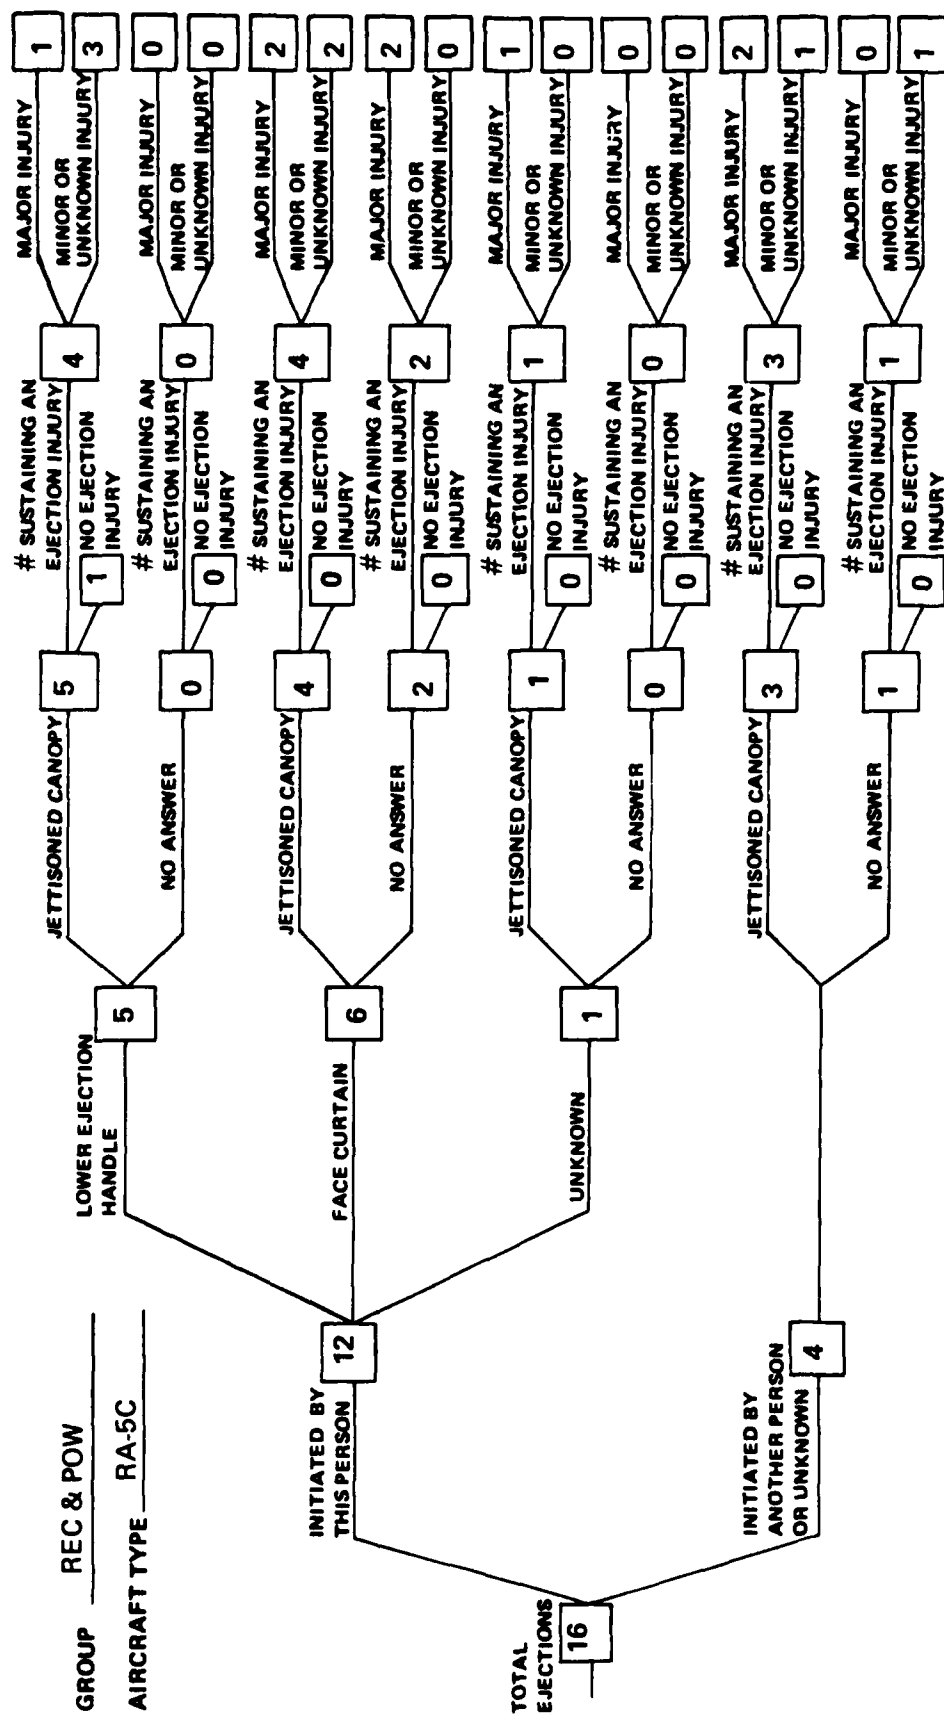 GROUP REC & POW
AIRCRAFT TYPE RA-5C
TOTAL
EJECTIONS
16
INITIATED BY
THIS PERSON
12
INITIATED BY
ANOTHER PERSON
OR UNKNOWN
4
LOWER EJECTION
HANDLE
5
FACE CURTAIN
6
UNKNOWN
1
JETTISONED CANOPY
5
# SUSTAINING AN
EJECTION INJURY
4
NO EJECTION
INJURY
1
MAJOR INJURY
1
MINOR OR
UNKNOWN INJURY
3
NO ANSWER
0
# SUSTAINING AN
EJECTION INJURY
0
NO EJECTION
INJURY
0
MAJOR INJURY
0
MINOR OR
UNKNOWN INJURY
0
JETTISONED CANOPY
4
# SUSTAINING AN
EJECTION INJURY
4
NO EJECTION
INJURY
0
MAJOR INJURY
2
MINOR OR
UNKNOWN INJURY
2
NO ANSWER
2
# SUSTAINING AN
EJECTION INJURY
2
NO EJECTION
INJURY
0
MAJOR INJURY
2
MINOR OR
UNKNOWN INJURY
0
JETTISONED CANOPY
1
# SUSTAINING AN
EJECTION INJURY
1
NO EJECTION
INJURY
0
MAJOR INJURY
1
MINOR OR
UNKNOWN INJURY
0
NO ANSWER
0
# SUSTAINING AN
EJECTION INJURY
0
NO EJECTION
INJURY
0
MAJOR INJURY
0
MINOR OR
UNKNOWN INJURY
0
JETTISONED CANOPY
3
# SUSTAINING AN
EJECTION INJURY
3
NO EJECTION
INJURY
0
MAJOR INJURY
2
MINOR OR
UNKNOWN INJURY
1
NO ANSWER
1
# SUSTAINING AN
EJECTION INJURY
1
NO EJECTION
INJURY
0
MAJOR INJURY
0
MINOR OR
UNKNOWN INJURY
1